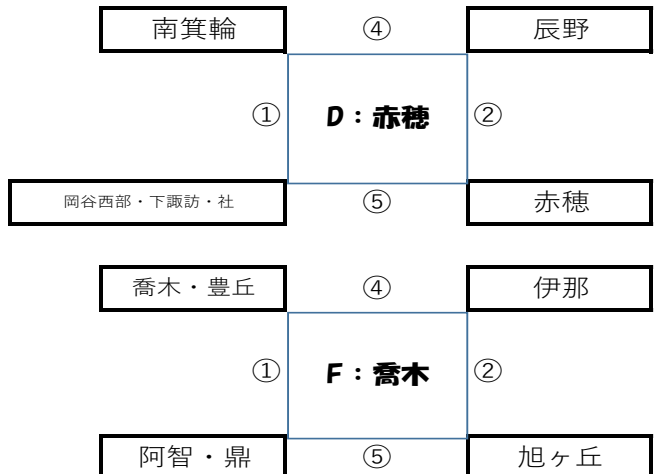 南箕輪 ④ 辰野
① D：赤穂 ②
岡谷西部・下諏訪・社 ⑤ 赤穂
喬木・豊丘 ④ 伊那
① F：喬木 ②
阿智・鼎 ⑤ 旭ヶ丘